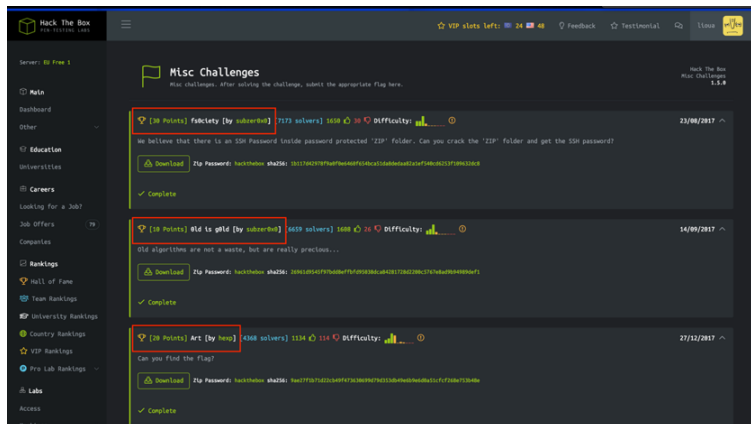 Hack The Box
PEN-TESTING LABS
VIP slots left: 24 48
Feedback
Testimonial
Server: EU Free 1
Misc Challenges
Misc challenges. After solving the challenge, submit the appropriate flag here.
Hack The Box
Misc Challenges
1.5.0
Main
Dashboard
Other
Education
Universities
Careers
Looking for a Job?
Job Offers
Companies
Rankings
Hall of Fame
Team Rankings
University Rankings
Country Rankings
VIP Rankings
Pro Lab Rankings
Labs
Access
[30 Points] fs0ciety [by subzer0x0] [7173 solvers] 1650 30 Difficulty:
23/08/2017
We believe that there is an SSH Password inside password protected 'ZIP' folder. Can you crack the 'ZIP' folder and get the SSH password?
Download Zip Password: hackthebox sha256:
Complete
[10 Points] 0ld is g0ld [by subzer0x0] [6659 solvers] 1608 26 Difficulty:
14/09/2017
Old algorithms are not a waste, but are really precious...
Download Zip Password: hackthebox sha256:
Complete
[20 Points] Art [by hexp] [4368 solvers] 1134 114 Difficulty:
27/12/2017
Can you find the flag?
Download Zip Password: hackthebox sha256:
Complete